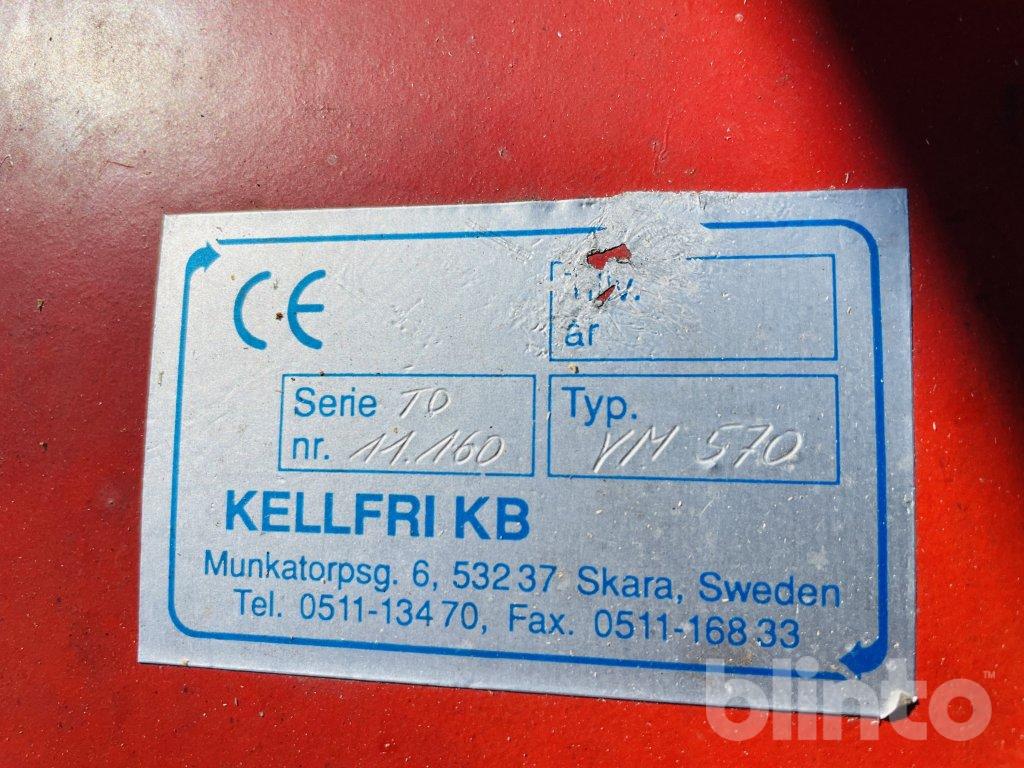 CE
år
Serie TO
nr. 11.160
Typ.
VM 570
KELLFRI KB
Munkatorpsg. 6, 532 37 Skara, Sweden
Tel. 0511-134 70, Fax. 0511-168 33
blinto™